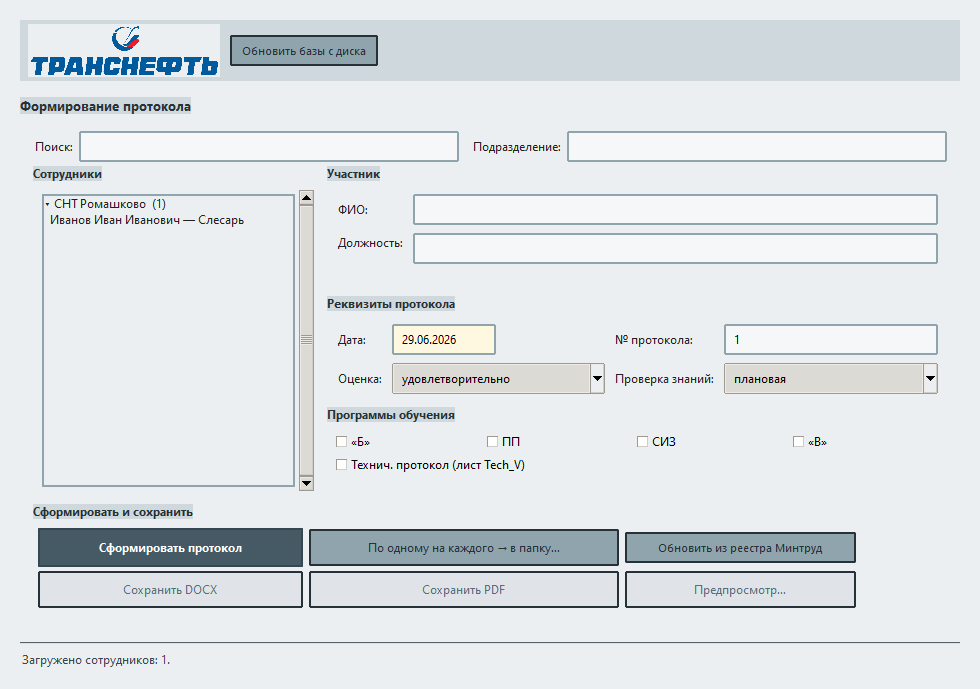 ТРАНСНЕФТЬ
Обновить базы с диска
Формирование протокола
Поиск:
Подразделение:
Сотрудники
СНТ Ромашково (1)
Иванов Иван Иванович — Слесарь
Участник
ФИО:
Должность:
Реквизиты протокола
Дата: 29.06.2026
№ протокола: 1
Оценка: удовлетворительно
Проверка знаний: плановая
Программы обучения
«Б»
ПП
СИЗ
«В»
Технич. протокол (лист Tech_V)
Сформировать и сохранить
Сформировать протокол
По одному на каждого → в папку...
Обновить из реестра Минтруд
Сохранить DOCX
Сохранить PDF
Предпросмотр...
Загружено сотрудников: 1.